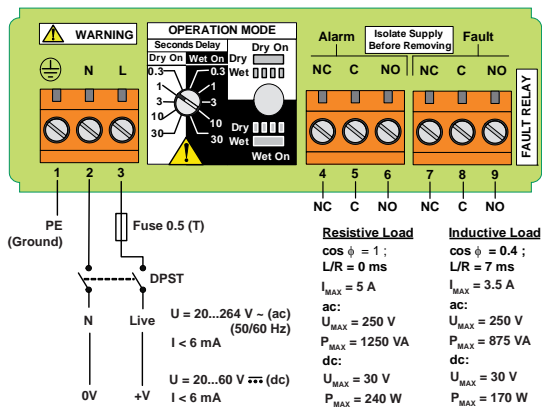 WARNING
N L
OPERATION MODE
Seconds Delay
Dry On Wet On
0.3 0.3
1 1
3 3
10 10
30 30
Dry On
Dry
Wet
Dry
Wet
Wet On
Alarm
Isolate Supply
Before Removing
Fault
NC C NO NC C NO
FAULT RELAY
1 2 3 4 5 6 7 8 9
NC C NO NC C NO
PE
(Ground)
Fuse 0.5 (T)
DPST
N Live
U = 20...264 V ~ (ac)
(50/60 Hz)
I < 6 mA
0V +V
U = 20...60 V ⎓ (dc)
I < 6 mA
Resistive Load
cos ϕ = 1 ;
L/R = 0 ms
IMAX = 5 A
ac:
UMAX = 250 V
PMAX = 1250 VA
dc:
UMAX = 30 V
PMAX = 240 W
Inductive Load
cos ϕ = 0.4 ;
L/R = 7 ms
IMAX = 3.5 A
ac:
UMAX = 250 V
PMAX = 875 VA
dc:
UMAX = 30 V
PMAX = 170 W